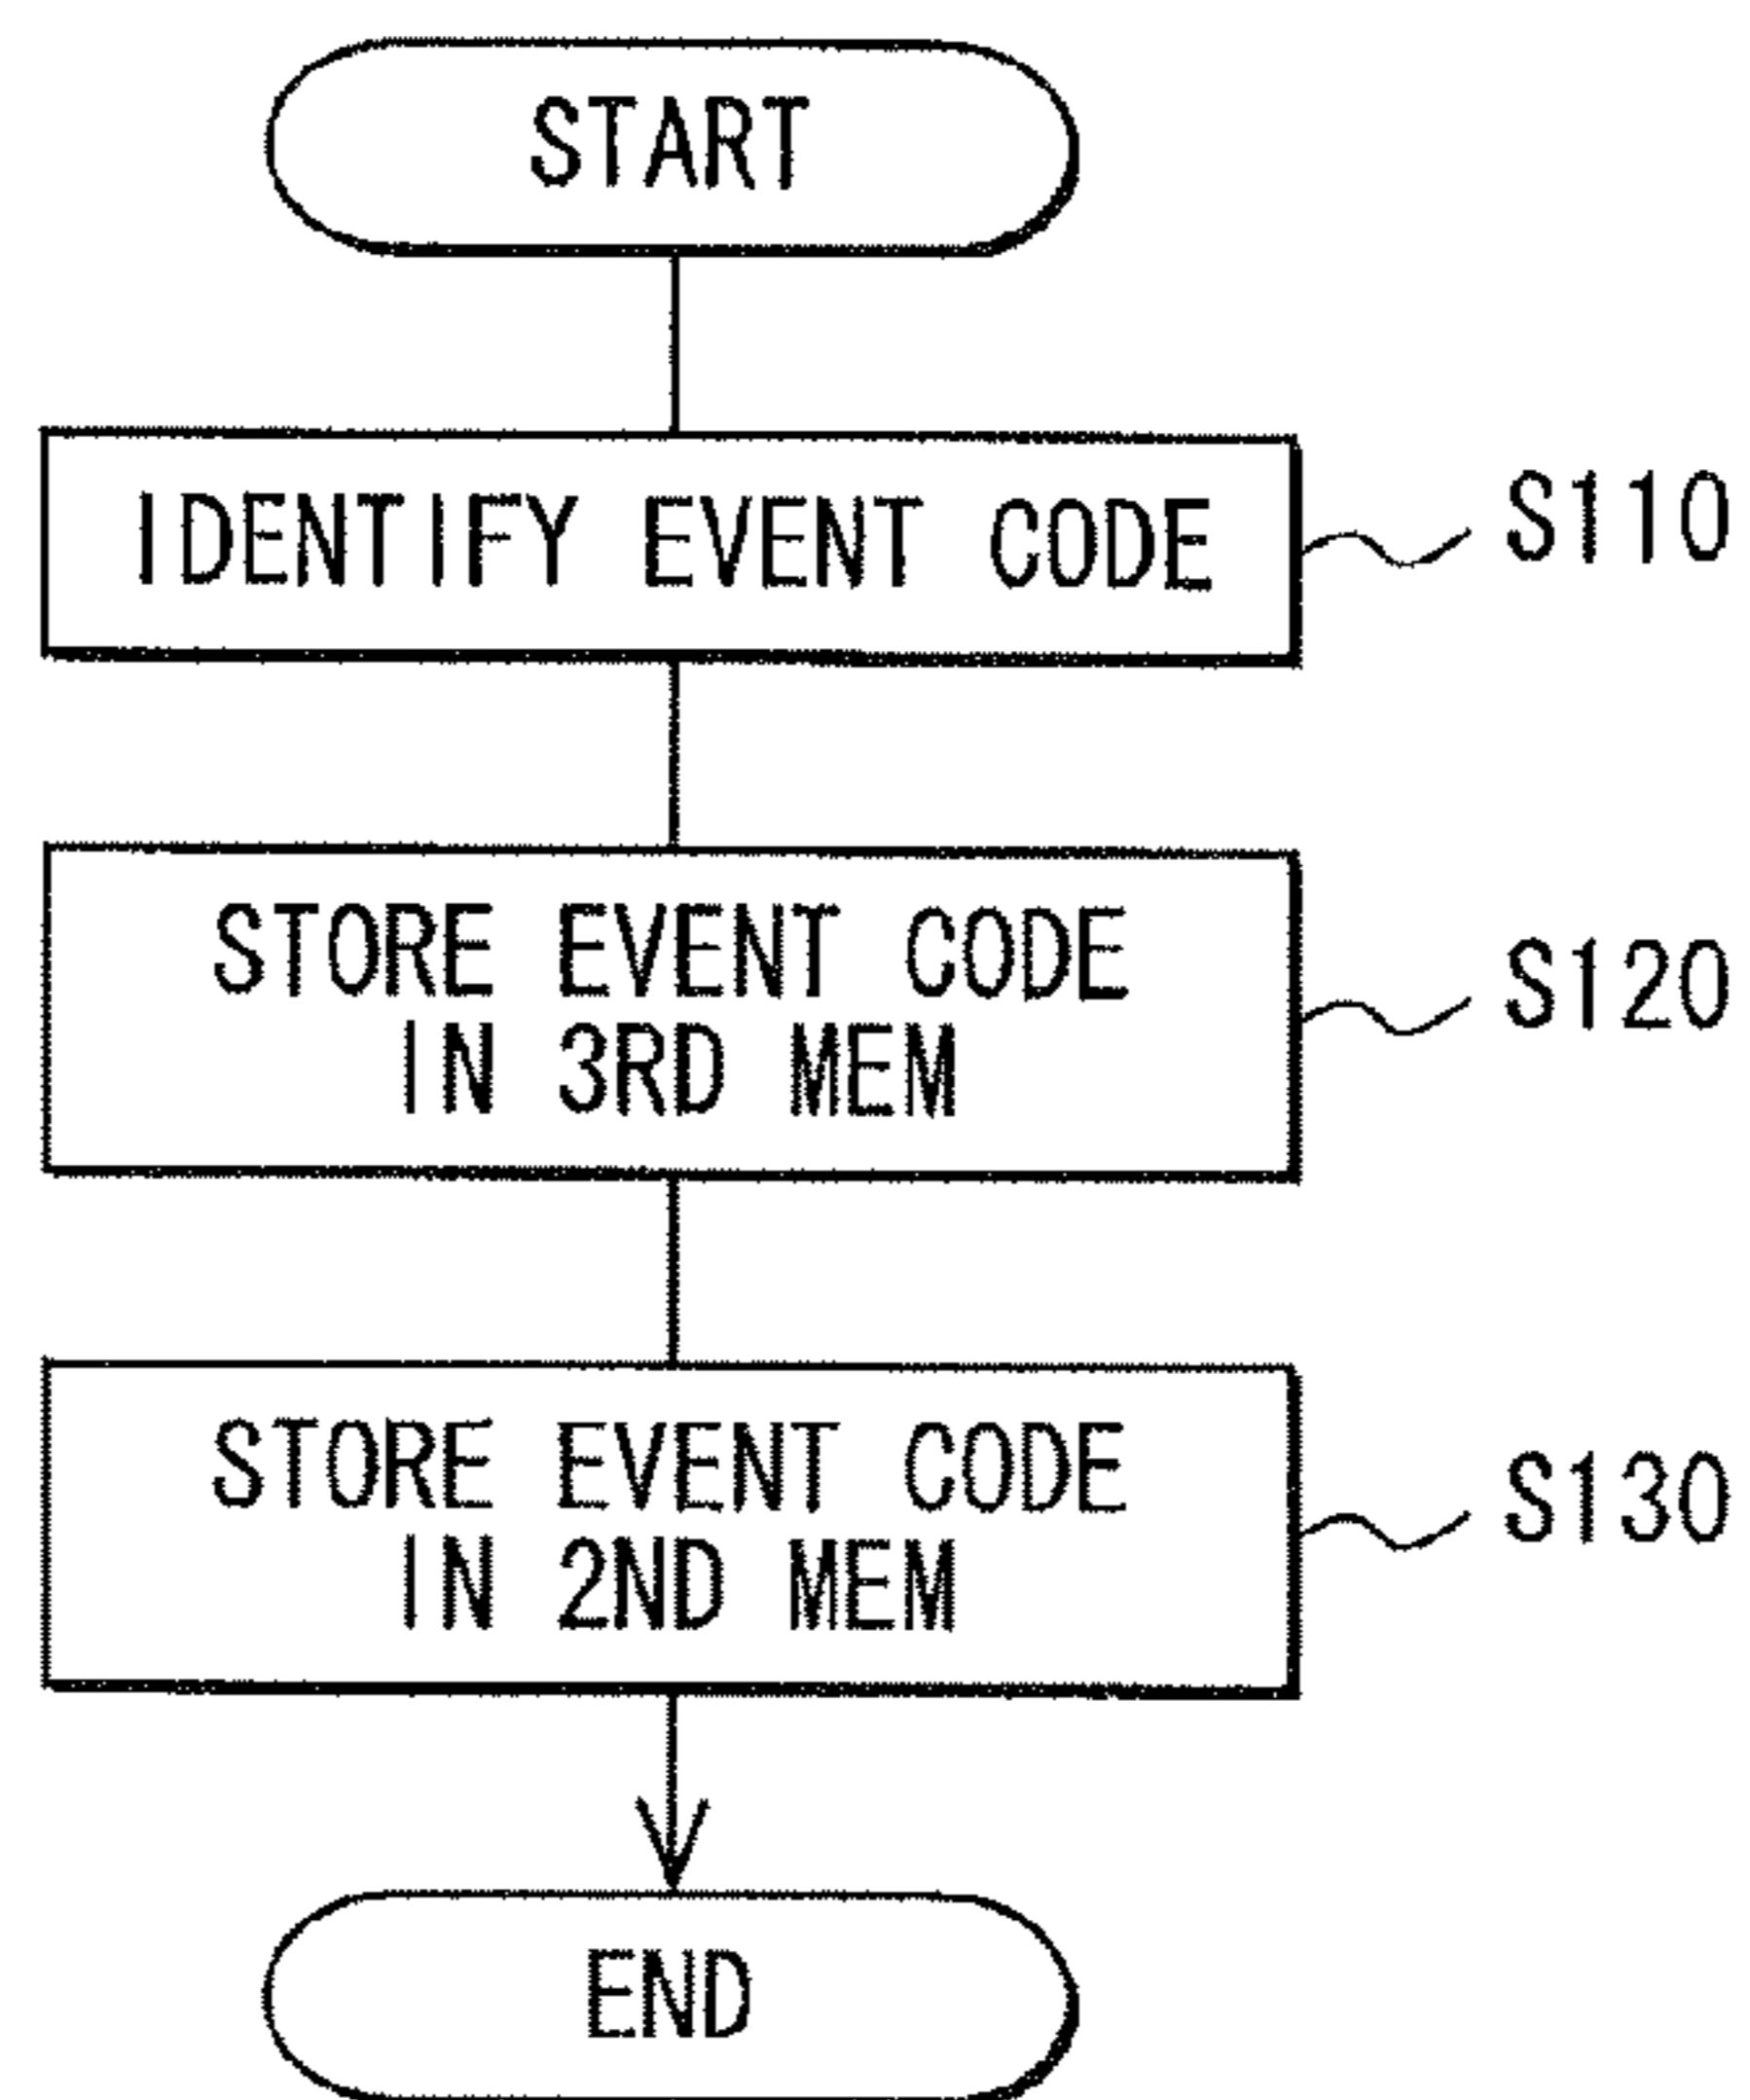 START
IDENTIFY EVENT CODE
S110
STORE EVENT CODE
IN 3RD MEM
S120
STORE EVENT CODE
IN 2ND MEM
S130
END